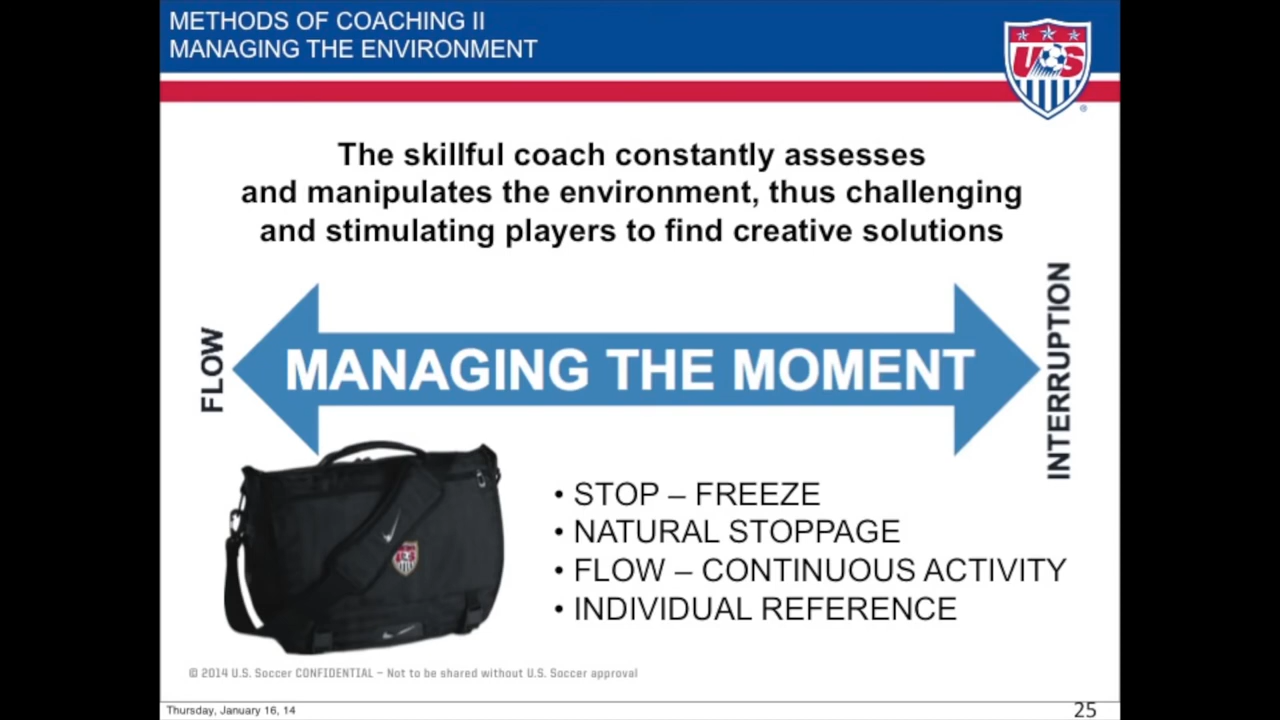 METHODS OF COACHING II
MANAGING THE ENVIRONMENT
US
®
The skillful coach constantly assesses
and manipulates the environment, thus challenging
and stimulating players to find creative solutions
FLOW
MANAGING THE MOMENT
INTERRUPTION
• STOP – FREEZE
• NATURAL STOPPAGE
• FLOW – CONTINUOUS ACTIVITY
• INDIVIDUAL REFERENCE
US
© 2014 U.S. Soccer CONFIDENTIAL – Not to be shared without U.S. Soccer approval
Thursday, January 16, 14
25